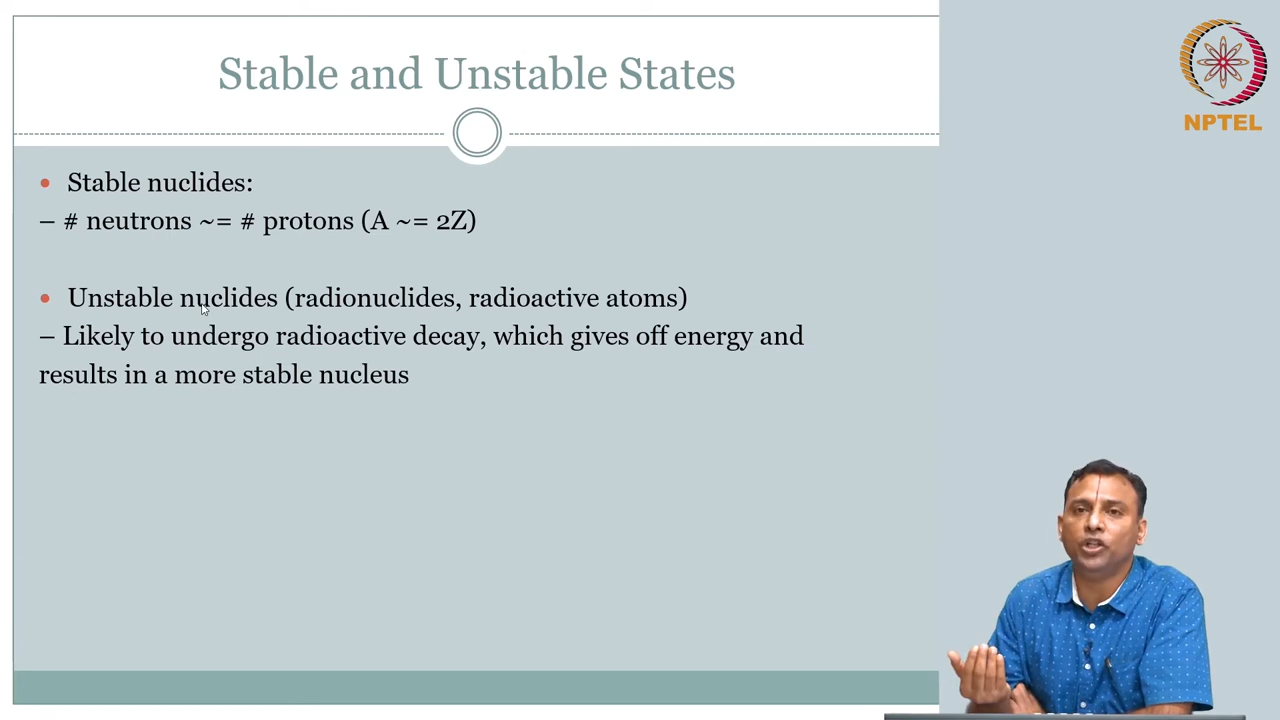 Stable and Unstable States
NPTEL
• Stable nuclides:
– # neutrons ~= # protons (A ~= 2Z)
• Unstable nuclides (radionuclides, radioactive atoms)
– Likely to undergo radioactive decay, which gives off energy and
results in a more stable nucleus